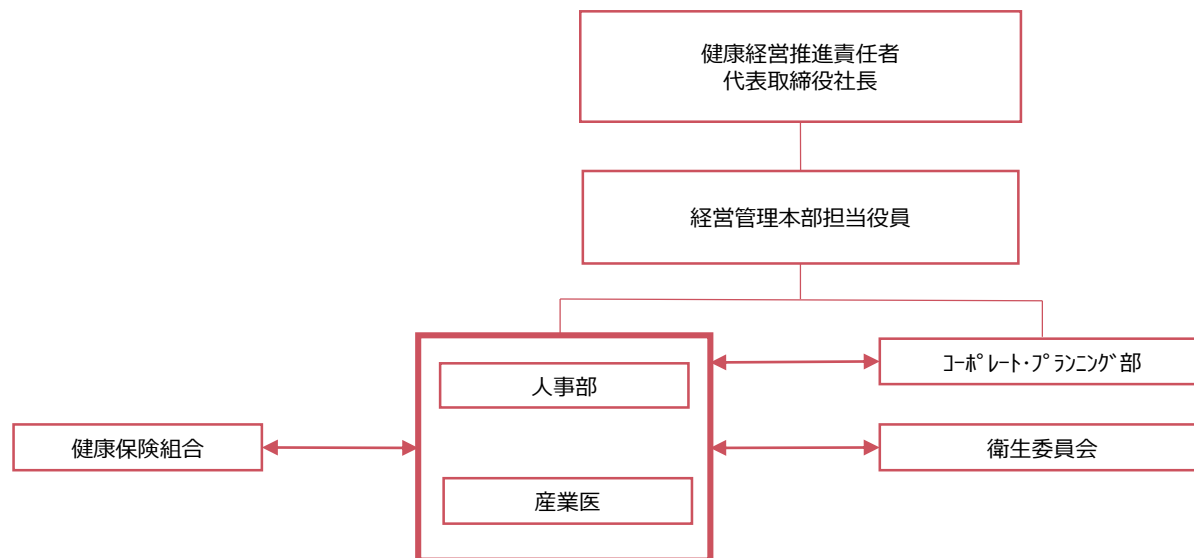 健康経営推進責任者
代表取締役社長
経営管理本部担当役員
人事部
ｺｰﾎﾟﾚｰﾄ・ﾌﾟﾗﾝﾆﾝｸﾞ部
健康保険組合
衛生委員会
産業医